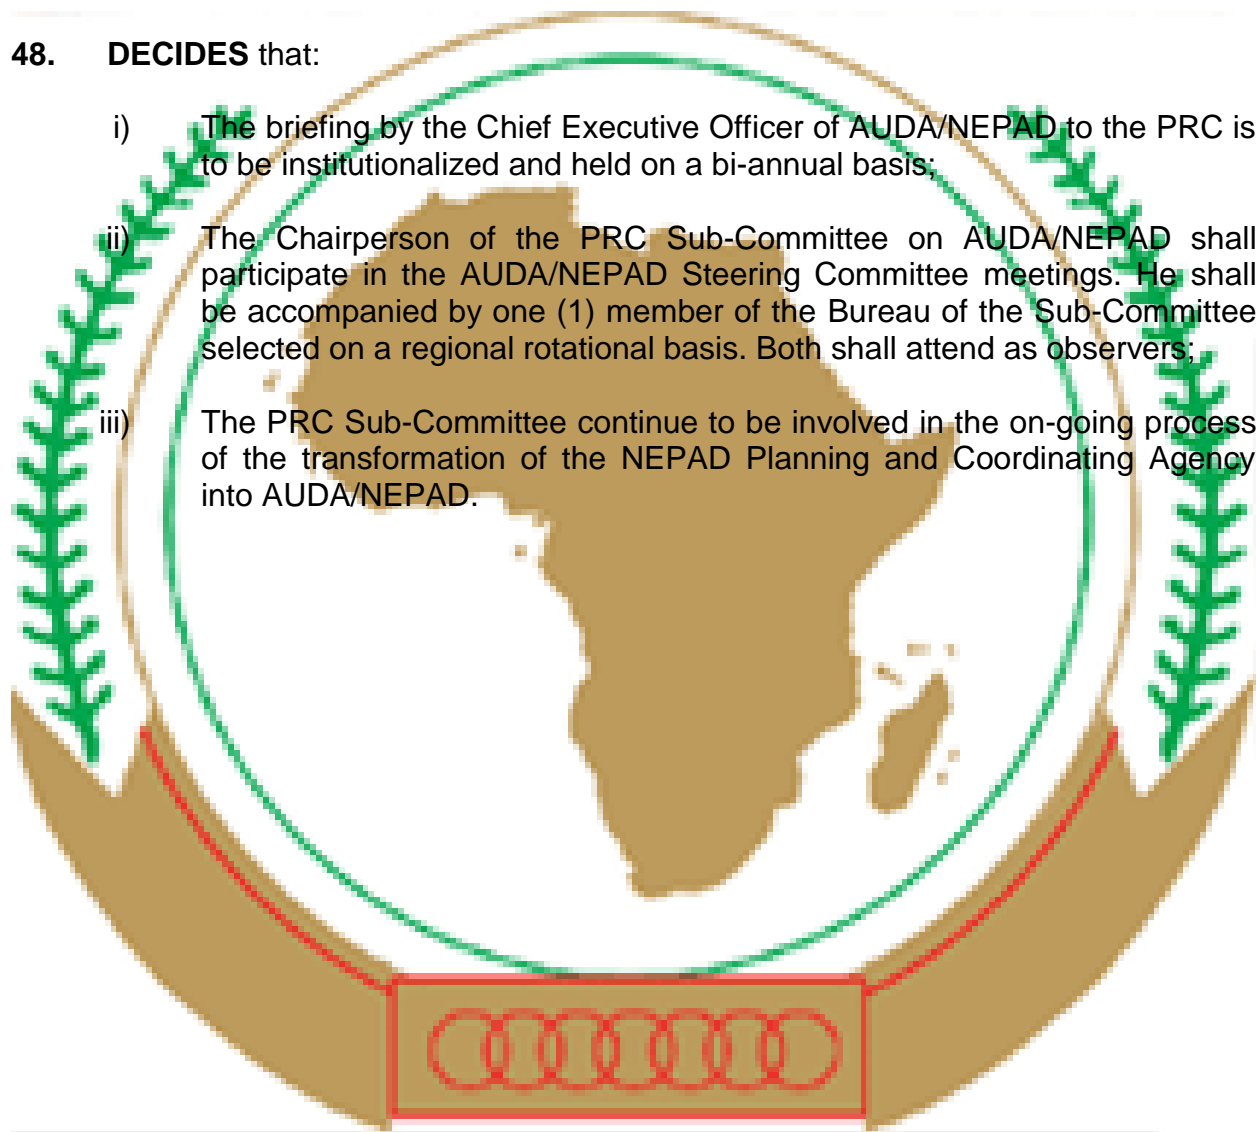 48. DECIDES that:
i) The briefing by the Chief Executive Officer of AUDA/NEPAD to the PRC is
to be institutionalized and held on a bi-annual basis;
ii) The Chairperson of the PRC Sub-Committee on AUDA/NEPAD shall
participate in the AUDA/NEPAD Steering Committee meetings. He shall
be accompanied by one (1) member of the Bureau of the Sub-Committee
selected on a regional rotational basis. Both shall attend as observers;
iii) The PRC Sub-Committee continue to be involved in the on-going process
of the transformation of the NEPAD Planning and Coordinating Agency
into AUDA/NEPAD.